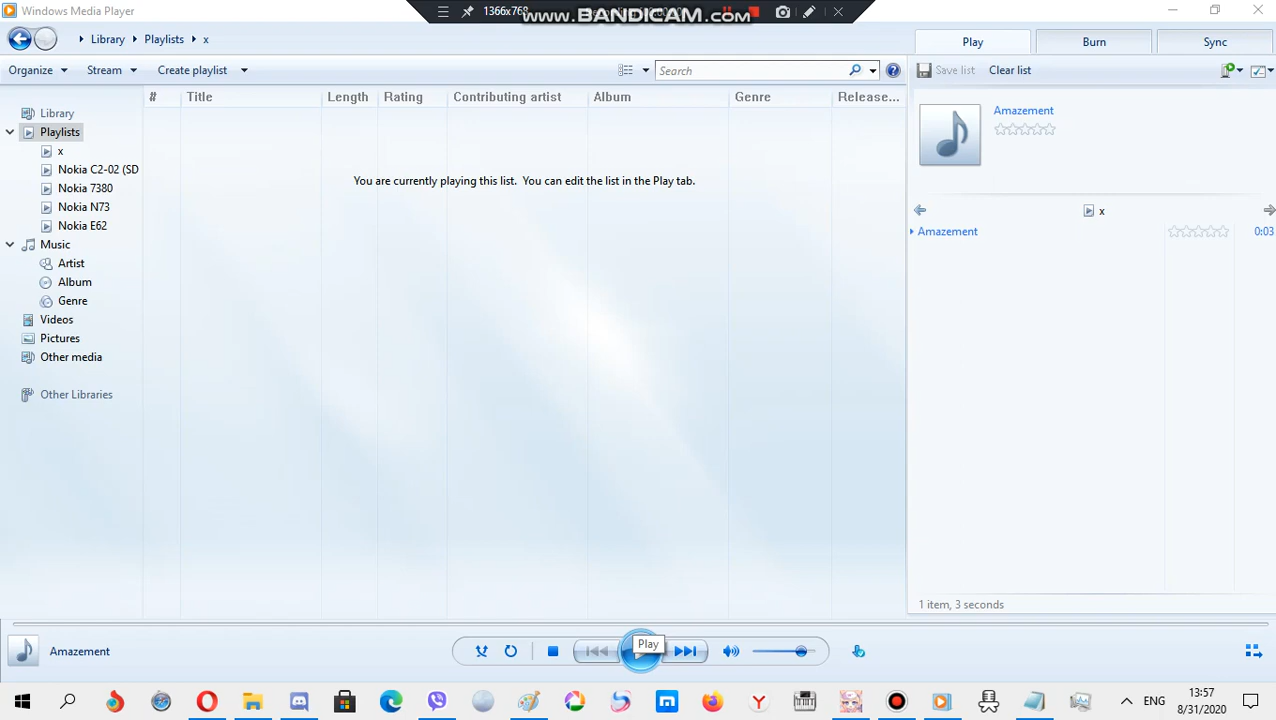 Windows Media Player
1366x768
www.BANDICAM.com
Library Playlists x
Play Burn Sync
Organize Stream Create playlist
Search
Save list Clear list
# Title Length Rating Contributing artist Album Genre Release...
Library
Playlists
x
Nokia C2-02 (SD
Nokia 7380
Nokia N73
Nokia E62
Music
Artist
Album
Genre
Videos
Pictures
Other media
Other Libraries
You are currently playing this list. You can edit the list in the Play tab.
Amazement
x
Amazement 0:03
1 item, 3 seconds
Amazement
Play
ENG
13:57
8/31/2020